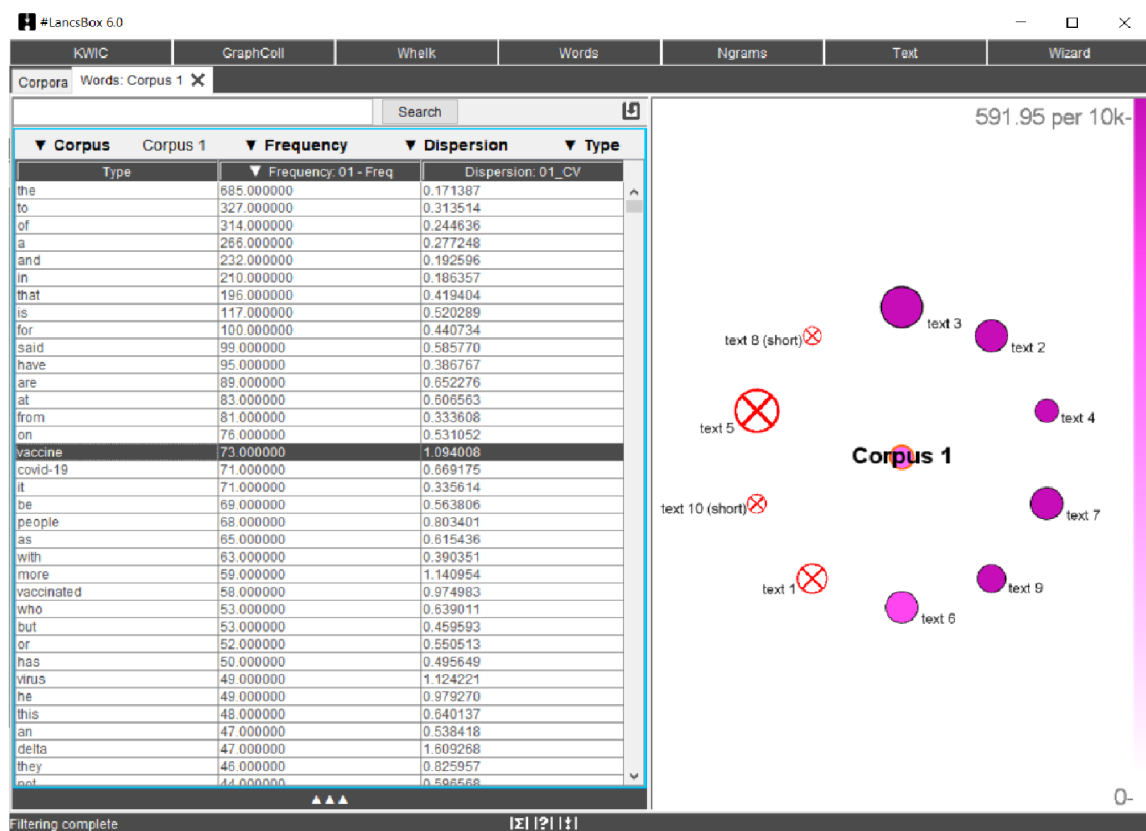 #LancsBox 6.0
KWIC GraphColl Whelk Words Ngrams Text Wizard
Corpora Words: Corpus 1
Search
▼ Corpus Corpus 1 ▼ Frequency ▼ Dispersion ▼ Type
Type ▼ Frequency: 01 - Freq Dispersion: 01_CV
the 685.000000 0.171387
to 327.000000 0.313514
of 314.000000 0.244636
a 266.000000 0.277248
and 232.000000 0.192596
in 210.000000 0.186357
that 196.000000 0.419404
is 117.000000 0.520289
for 100.000000 0.440734
said 99.000000 0.585770
have 95.000000 0.386767
are 89.000000 0.652276
at 83.000000 0.606563
from 81.000000 0.333608
on 76.000000 0.531052
vaccine 73.000000 1.094008
covid-19 71.000000 0.669175
it 71.000000 0.335614
be 69.000000 0.563806
people 68.000000 0.803401
as 65.000000 0.615436
with 63.000000 0.390351
more 59.000000 1.140954
vaccinated 58.000000 0.974983
who 53.000000 0.639011
but 53.000000 0.459593
or 52.000000 0.550513
has 50.000000 0.495649
virus 49.000000 1.124221
he 49.000000 0.979270
this 48.000000 0.640137
an 47.000000 0.538418
delta 47.000000 1.609268
they 46.000000 0.825957
not 44.000000 0.596568
Filtering complete
591.95 per 10k-
text 3
text 8 (short)
text 2
text 4
text 5
Corpus 1
text 10 (short)
text 7
text 1
text 9
text 6
0-